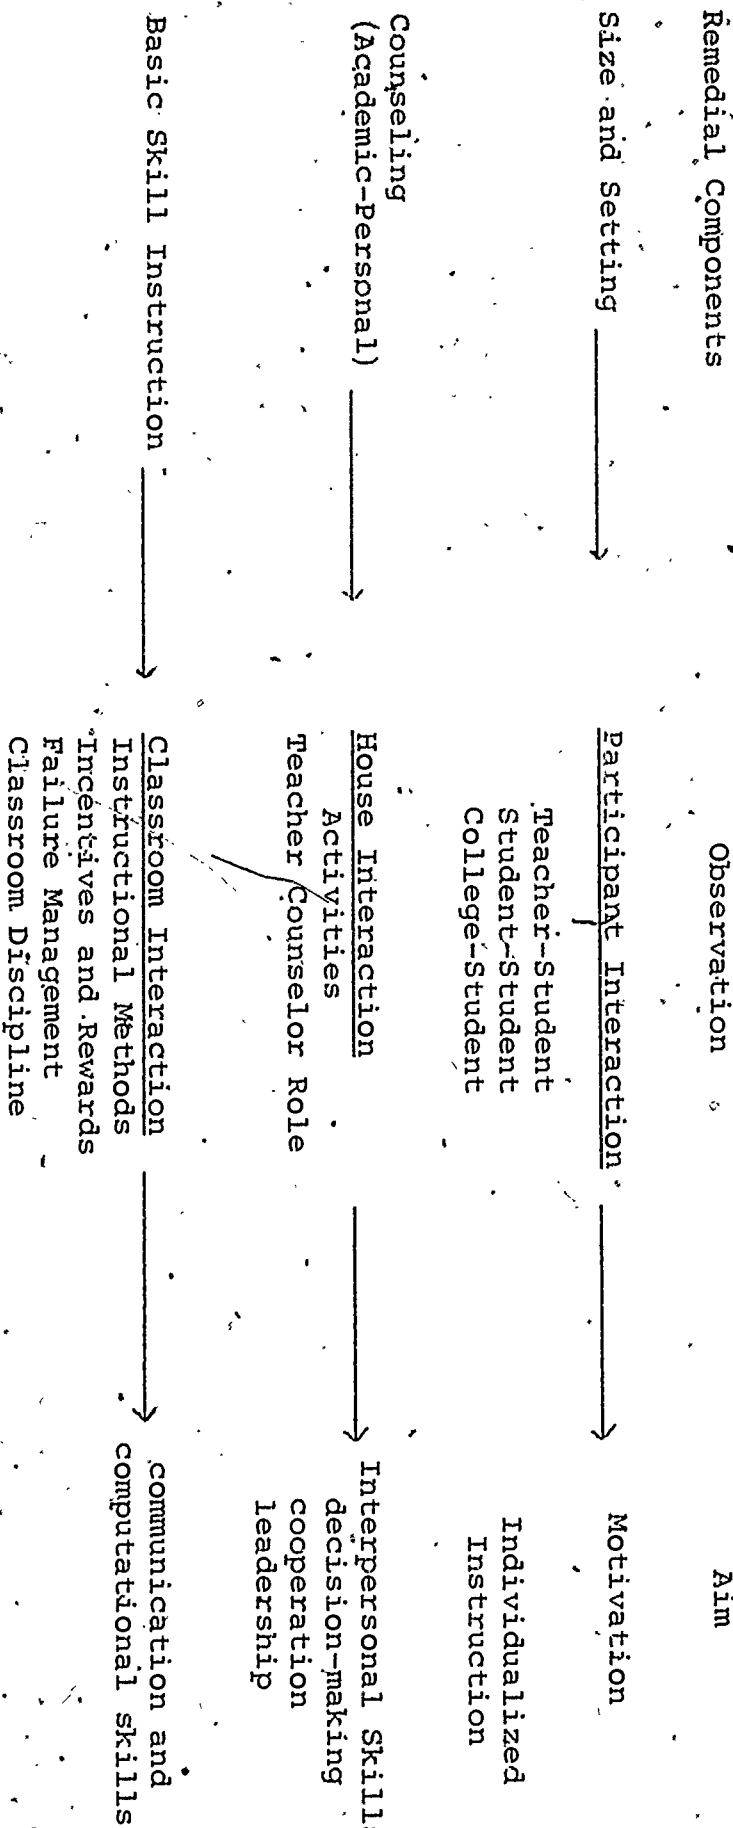 Remedial Components Observation Aim
Size and Setting Participant Interaction Motivation
Teacher-Student Individualized
Student-Student Instruction
College-Student
Counseling House Interaction Interpersonal Skills
(Academic-Personal) Activities decision-making
Teacher Counselor Role cooperation
leadership
Basic Skill Instruction Classroom Interaction communication and
Instructional Methods computational skills
Incentives and Rewards
Failure Management
Classroom Discipline